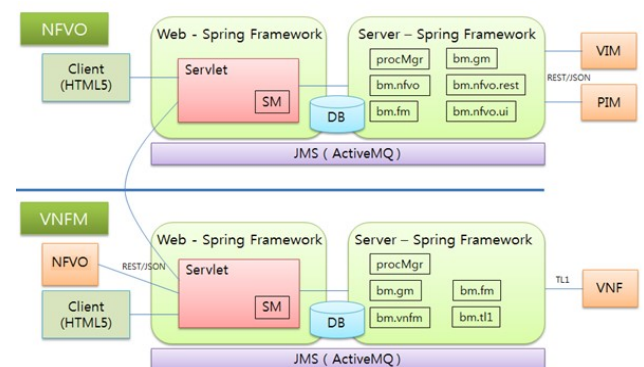 NFVO
Client
(HTML5)
Web - Spring Framework
Servlet
SM
DB
Server – Spring Framework
procMgr
bm.gm
bm.nfvo
bm.nfvo.rest
bm.fm
bm.nfvo.ui
VIM
REST/JSON
PIM
JMS ( ActiveMQ )
VNFM
NFVO
REST/JSON
Client
(HTML5)
Web - Spring Framework
Servlet
SM
DB
Server – Spring Framework
procMgr
bm.gm
bm.fm
bm.vnfm
bm.tl1
TL1
VNF
JMS ( ActiveMQ )